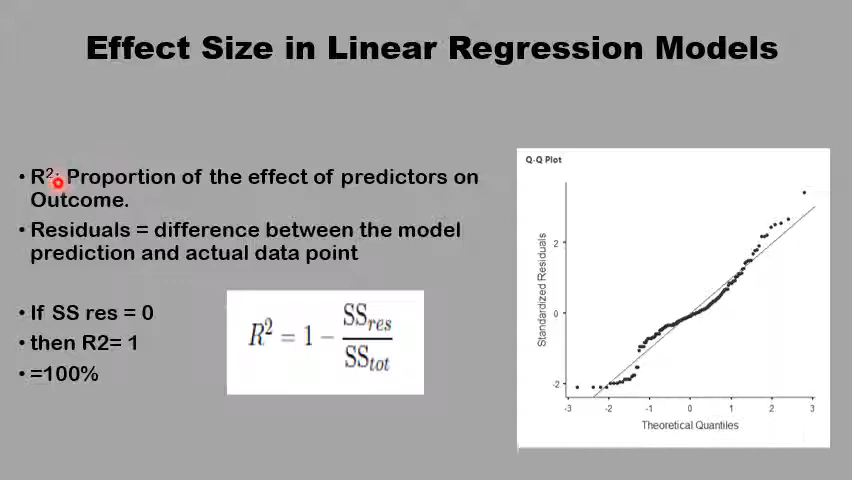 Effect Size in Linear Regression Models
• R²: Proportion of the effect of predictors on
Outcome.
• Residuals = difference between the model
prediction and actual data point
• If SS res = 0
• then R2= 1
• =100%
R² = 1 − SSres / SStot
Q-Q Plot
Standardized Residuals
2
0
-2
-3 -2 -1 0 1 2 3
Theoretical Quantiles